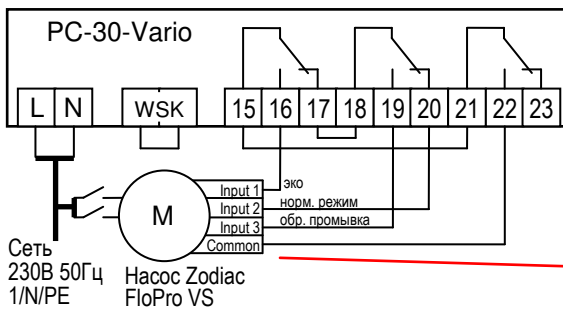 PC-30-Vario
L N WSK 15 16 17 18 19 20 21 22 23
Input 1 эко
Input 2 норм. режим
Input 3 обр. промывка
Common
M
Сеть
230В 50Гц
1/N/PE
Насос Zodiac
FloPro VS